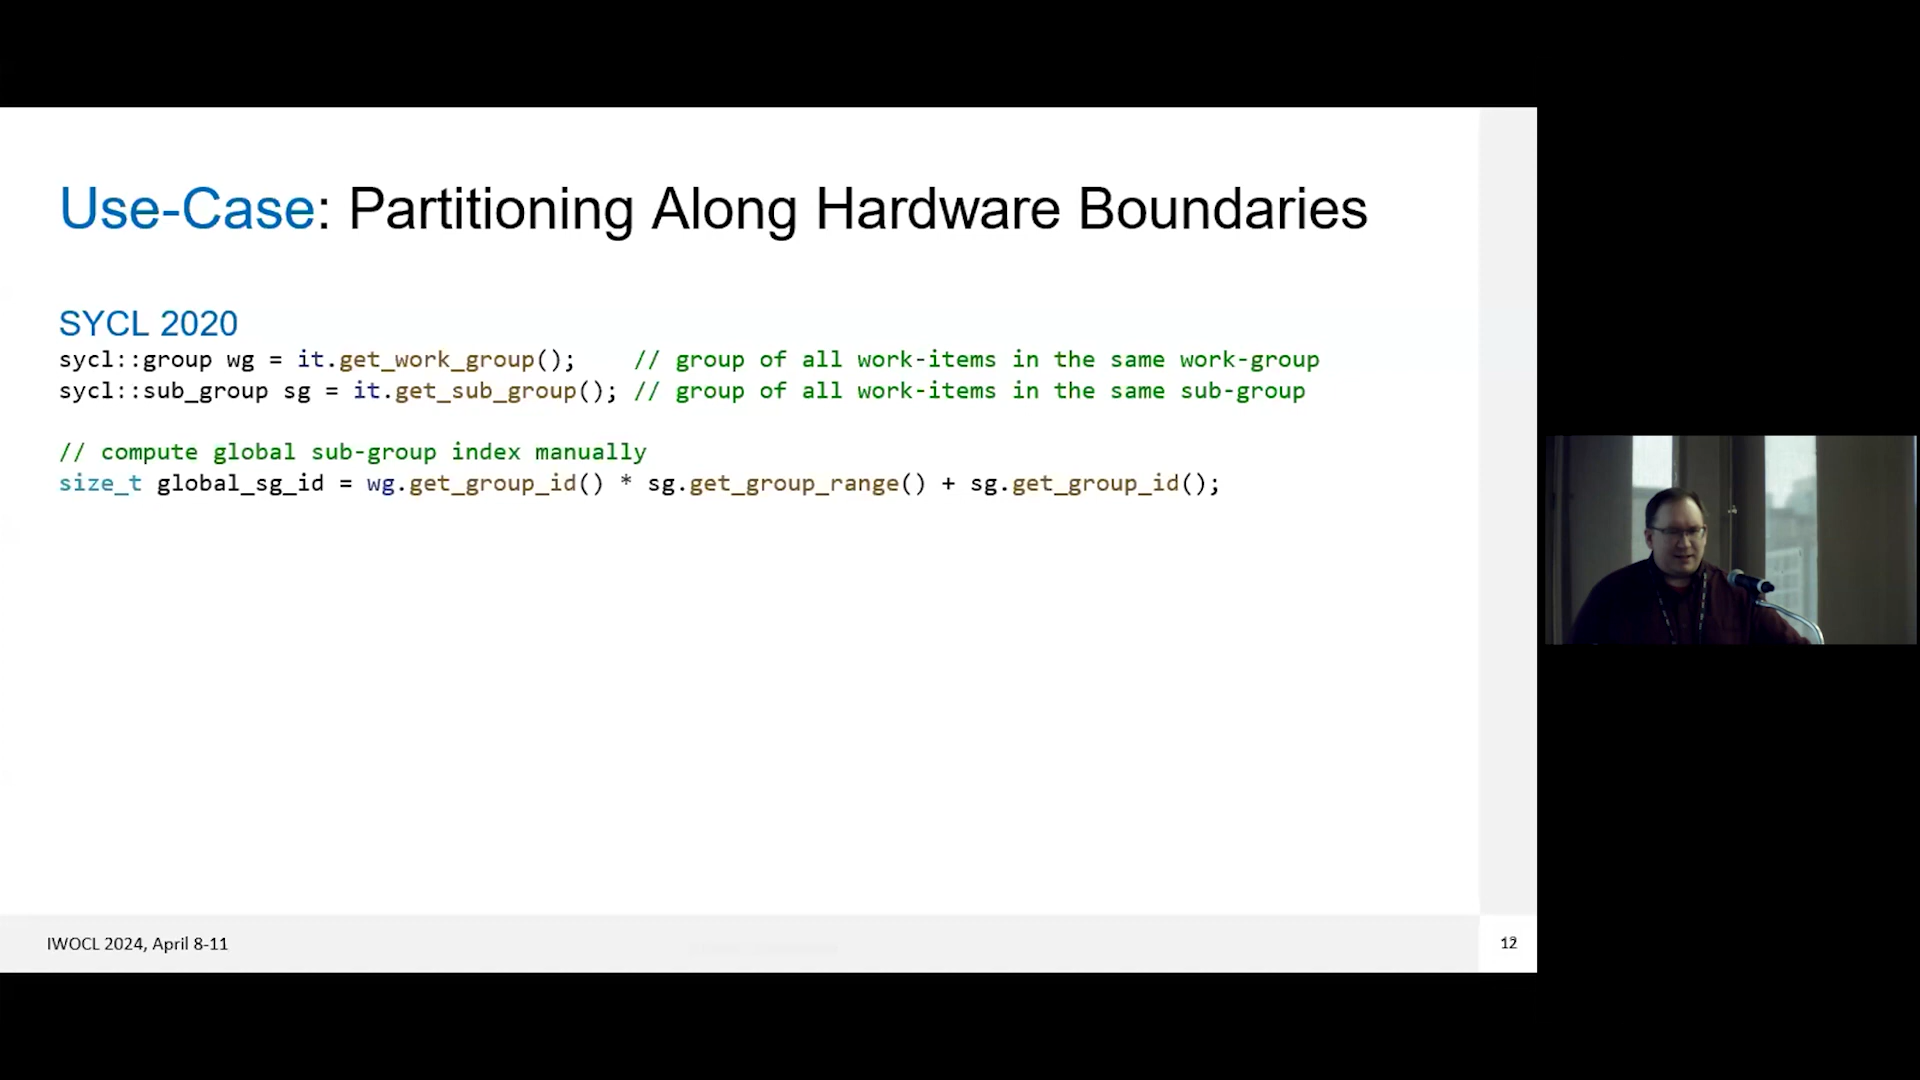 Use-Case: Partitioning Along Hardware Boundaries
SYCL 2020
sycl::group wg = it.get_work_group();    // group of all work-items in the same work-group
sycl::sub_group sg = it.get_sub_group(); // group of all work-items in the same sub-group
// compute global sub-group index manually
size_t global_sg_id = wg.get_group_id() * sg.get_group_range() + sg.get_group_id();
IWOCL 2024, April 8-11
12